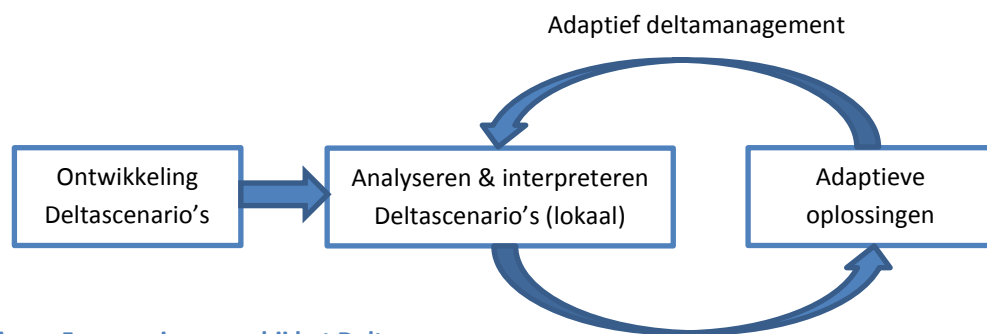 Adaptief deltamanagement
Ontwikkeling
Deltascenario's
Analyseren & interpreteren
Deltascenario's (lokaal)
Adaptieve
oplossingen